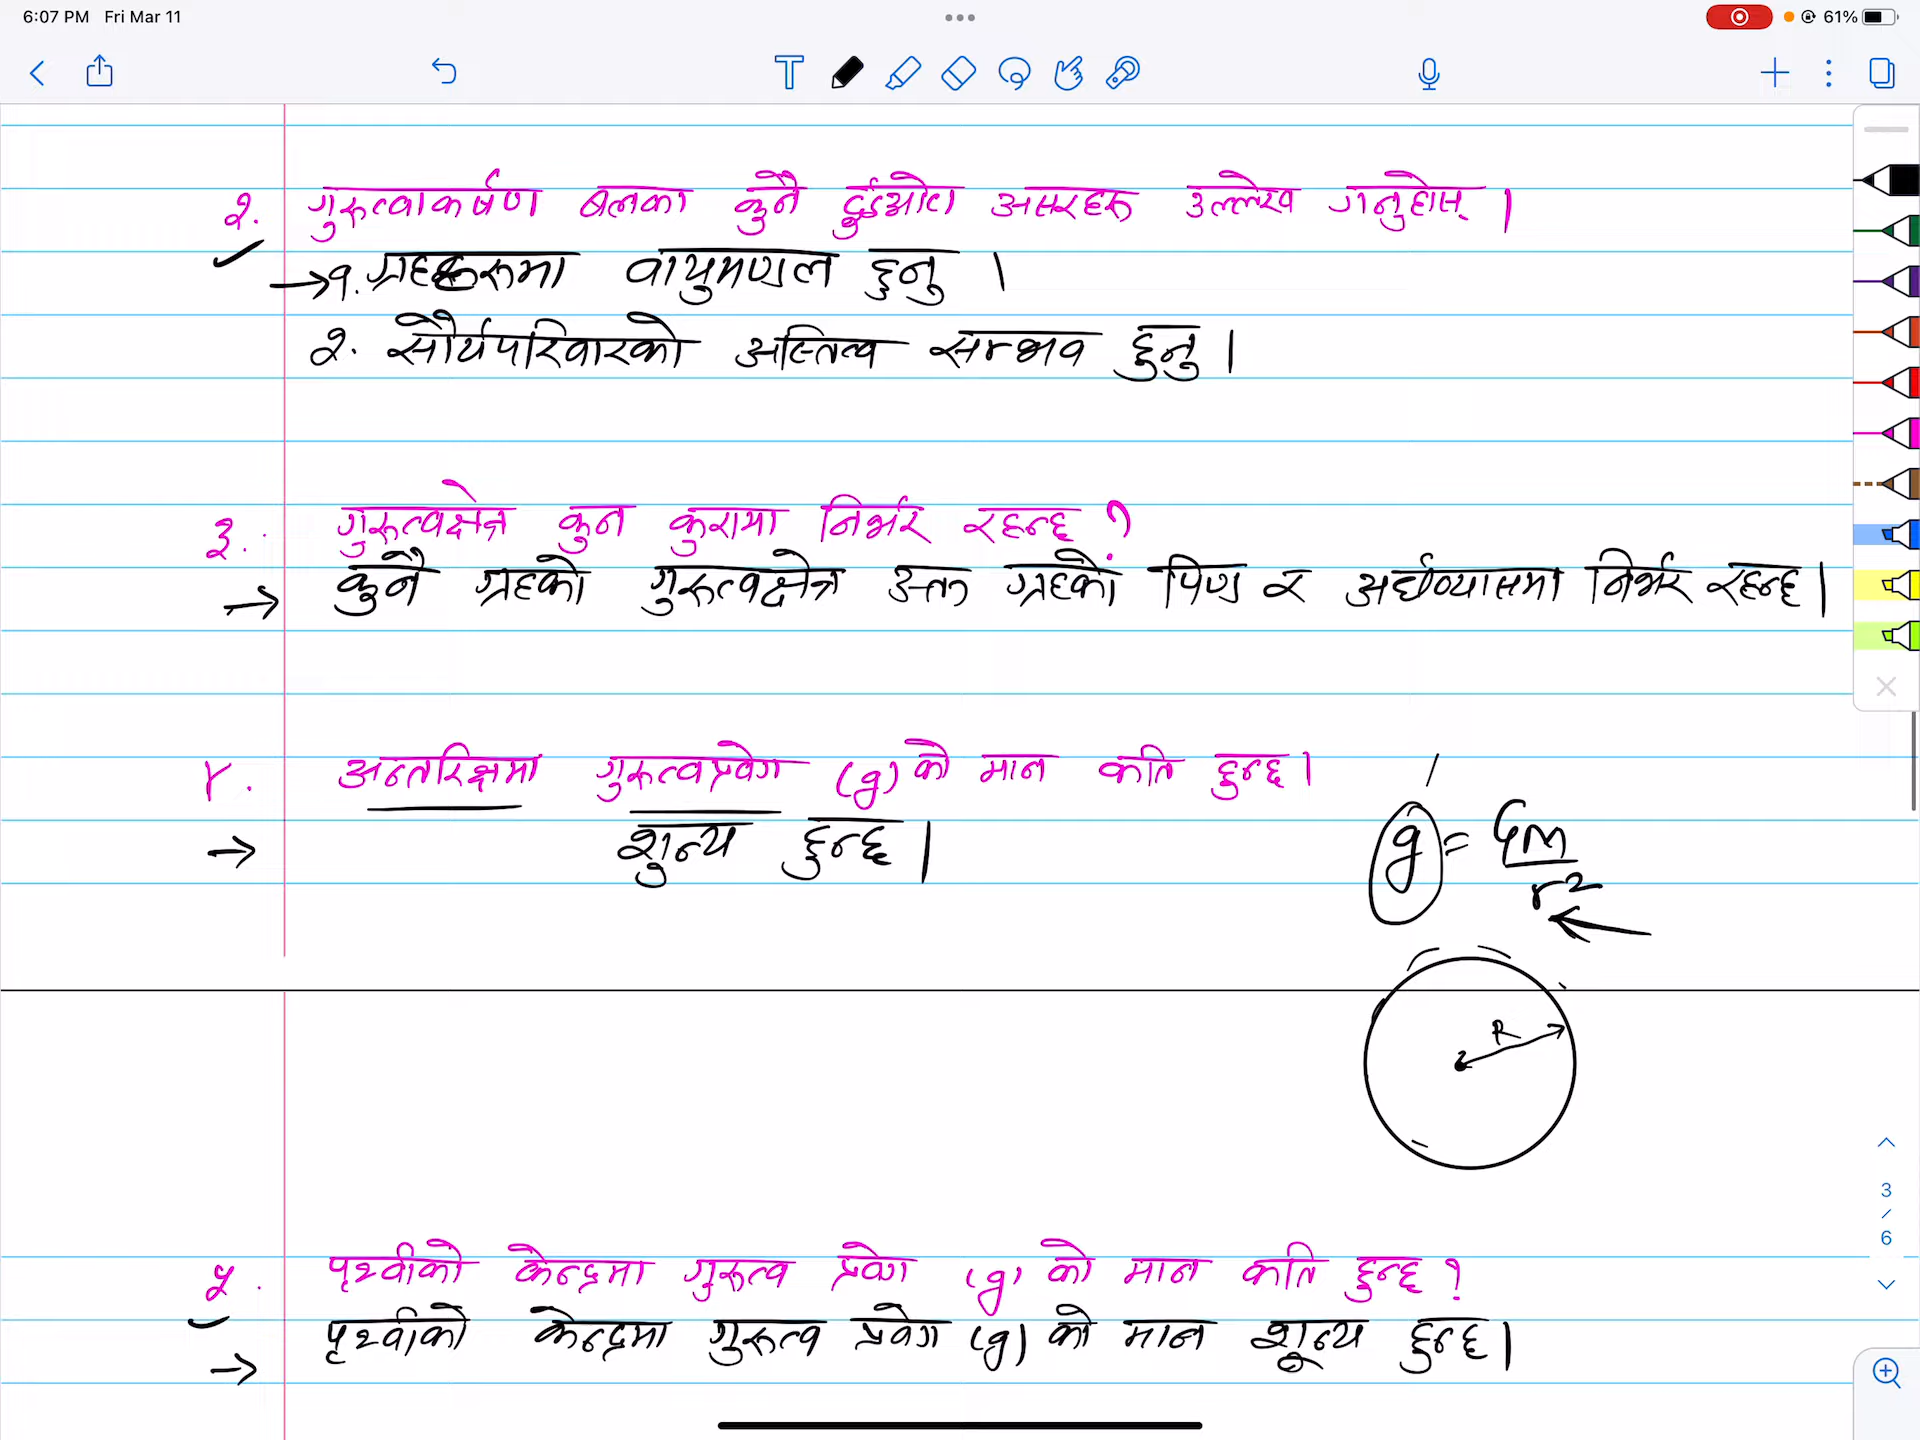 6:07 PM Fri Mar 11
61%
२. गुरुत्वाकर्षण बलका कुनै दुईओटा असरहरू उल्लेख गर्नुहोस् ।
→ १. ग्रहहरूमा वायुमण्डल हुनु ।
२. सौर्यपरिवारको अस्तित्व सम्भव हुनु ।
३. गुरुत्वक्षेत्र कुन कुरामा निर्भर रहन्छ ?
→ कुनै ग्रहको गुरुत्वक्षेत्र उक्त ग्रहको पिण्ड र अर्धव्यासमा निर्भर रहन्छ ।
४. अन्तरिक्षमा गुरुत्वप्रवेग (g) को मान कति हुन्छ ।
→ शुन्य हुन्छ ।
g = GM
r²
R
3
/
6
५. पृथ्वीको केन्द्रमा गुरुत्व प्रवेग (g) को मान कति हुन्छ ?
→ पृथ्वीको केन्द्रमा गुरुत्व प्रवेग (g) को मान शून्य हुन्छ ।